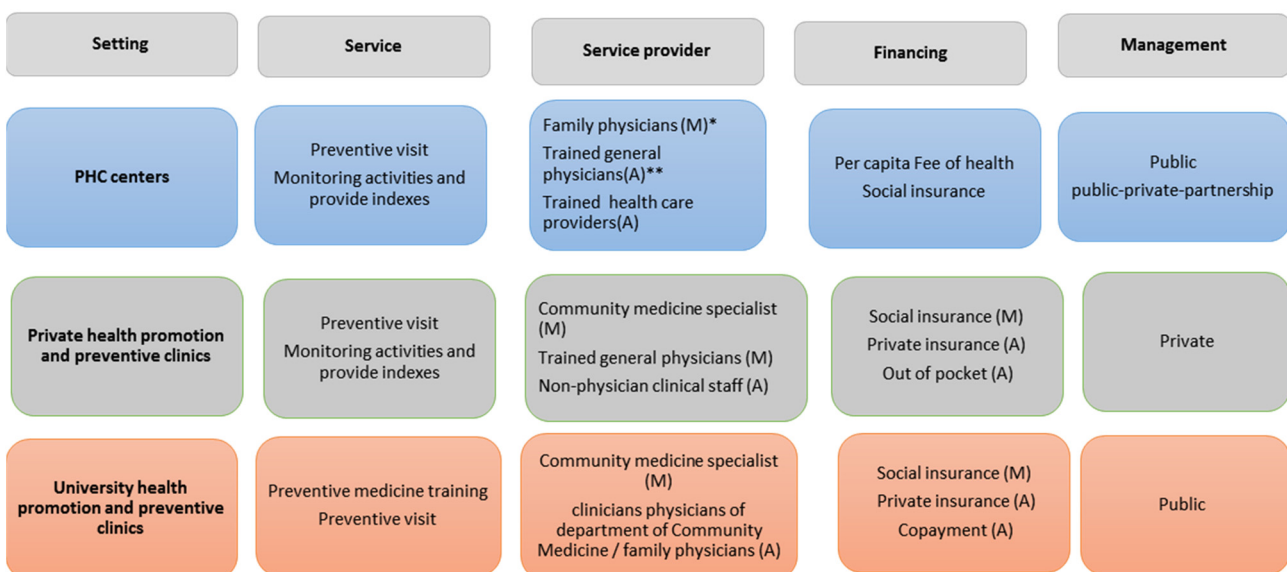 Setting
Service
Service provider
Financing
Management
PHC centers
Preventive visit
Monitoring activities and
provide indexes
Family physicians (M)*
Trained general
physicians(A)**
Trained health care
providers(A)
Per capita Fee of health
Social insurance
Public
public-private-partnership
Private health promotion
and preventive clinics
Preventive visit
Monitoring activities and
provide indexes
Community medicine specialist
(M)
Trained general physicians (M)
Non-physician clinical staff (A)
Social insurance (M)
Private insurance (A)
Out of pocket (A)
Private
University health
promotion and preventive
clinics
Preventive medicine training
Preventive visit
Community medicine specialist
(M)
clinicians physicians of
department of Community
Medicine / family physicians (A)
Social insurance (M)
Private insurance (A)
Copayment (A)
Public